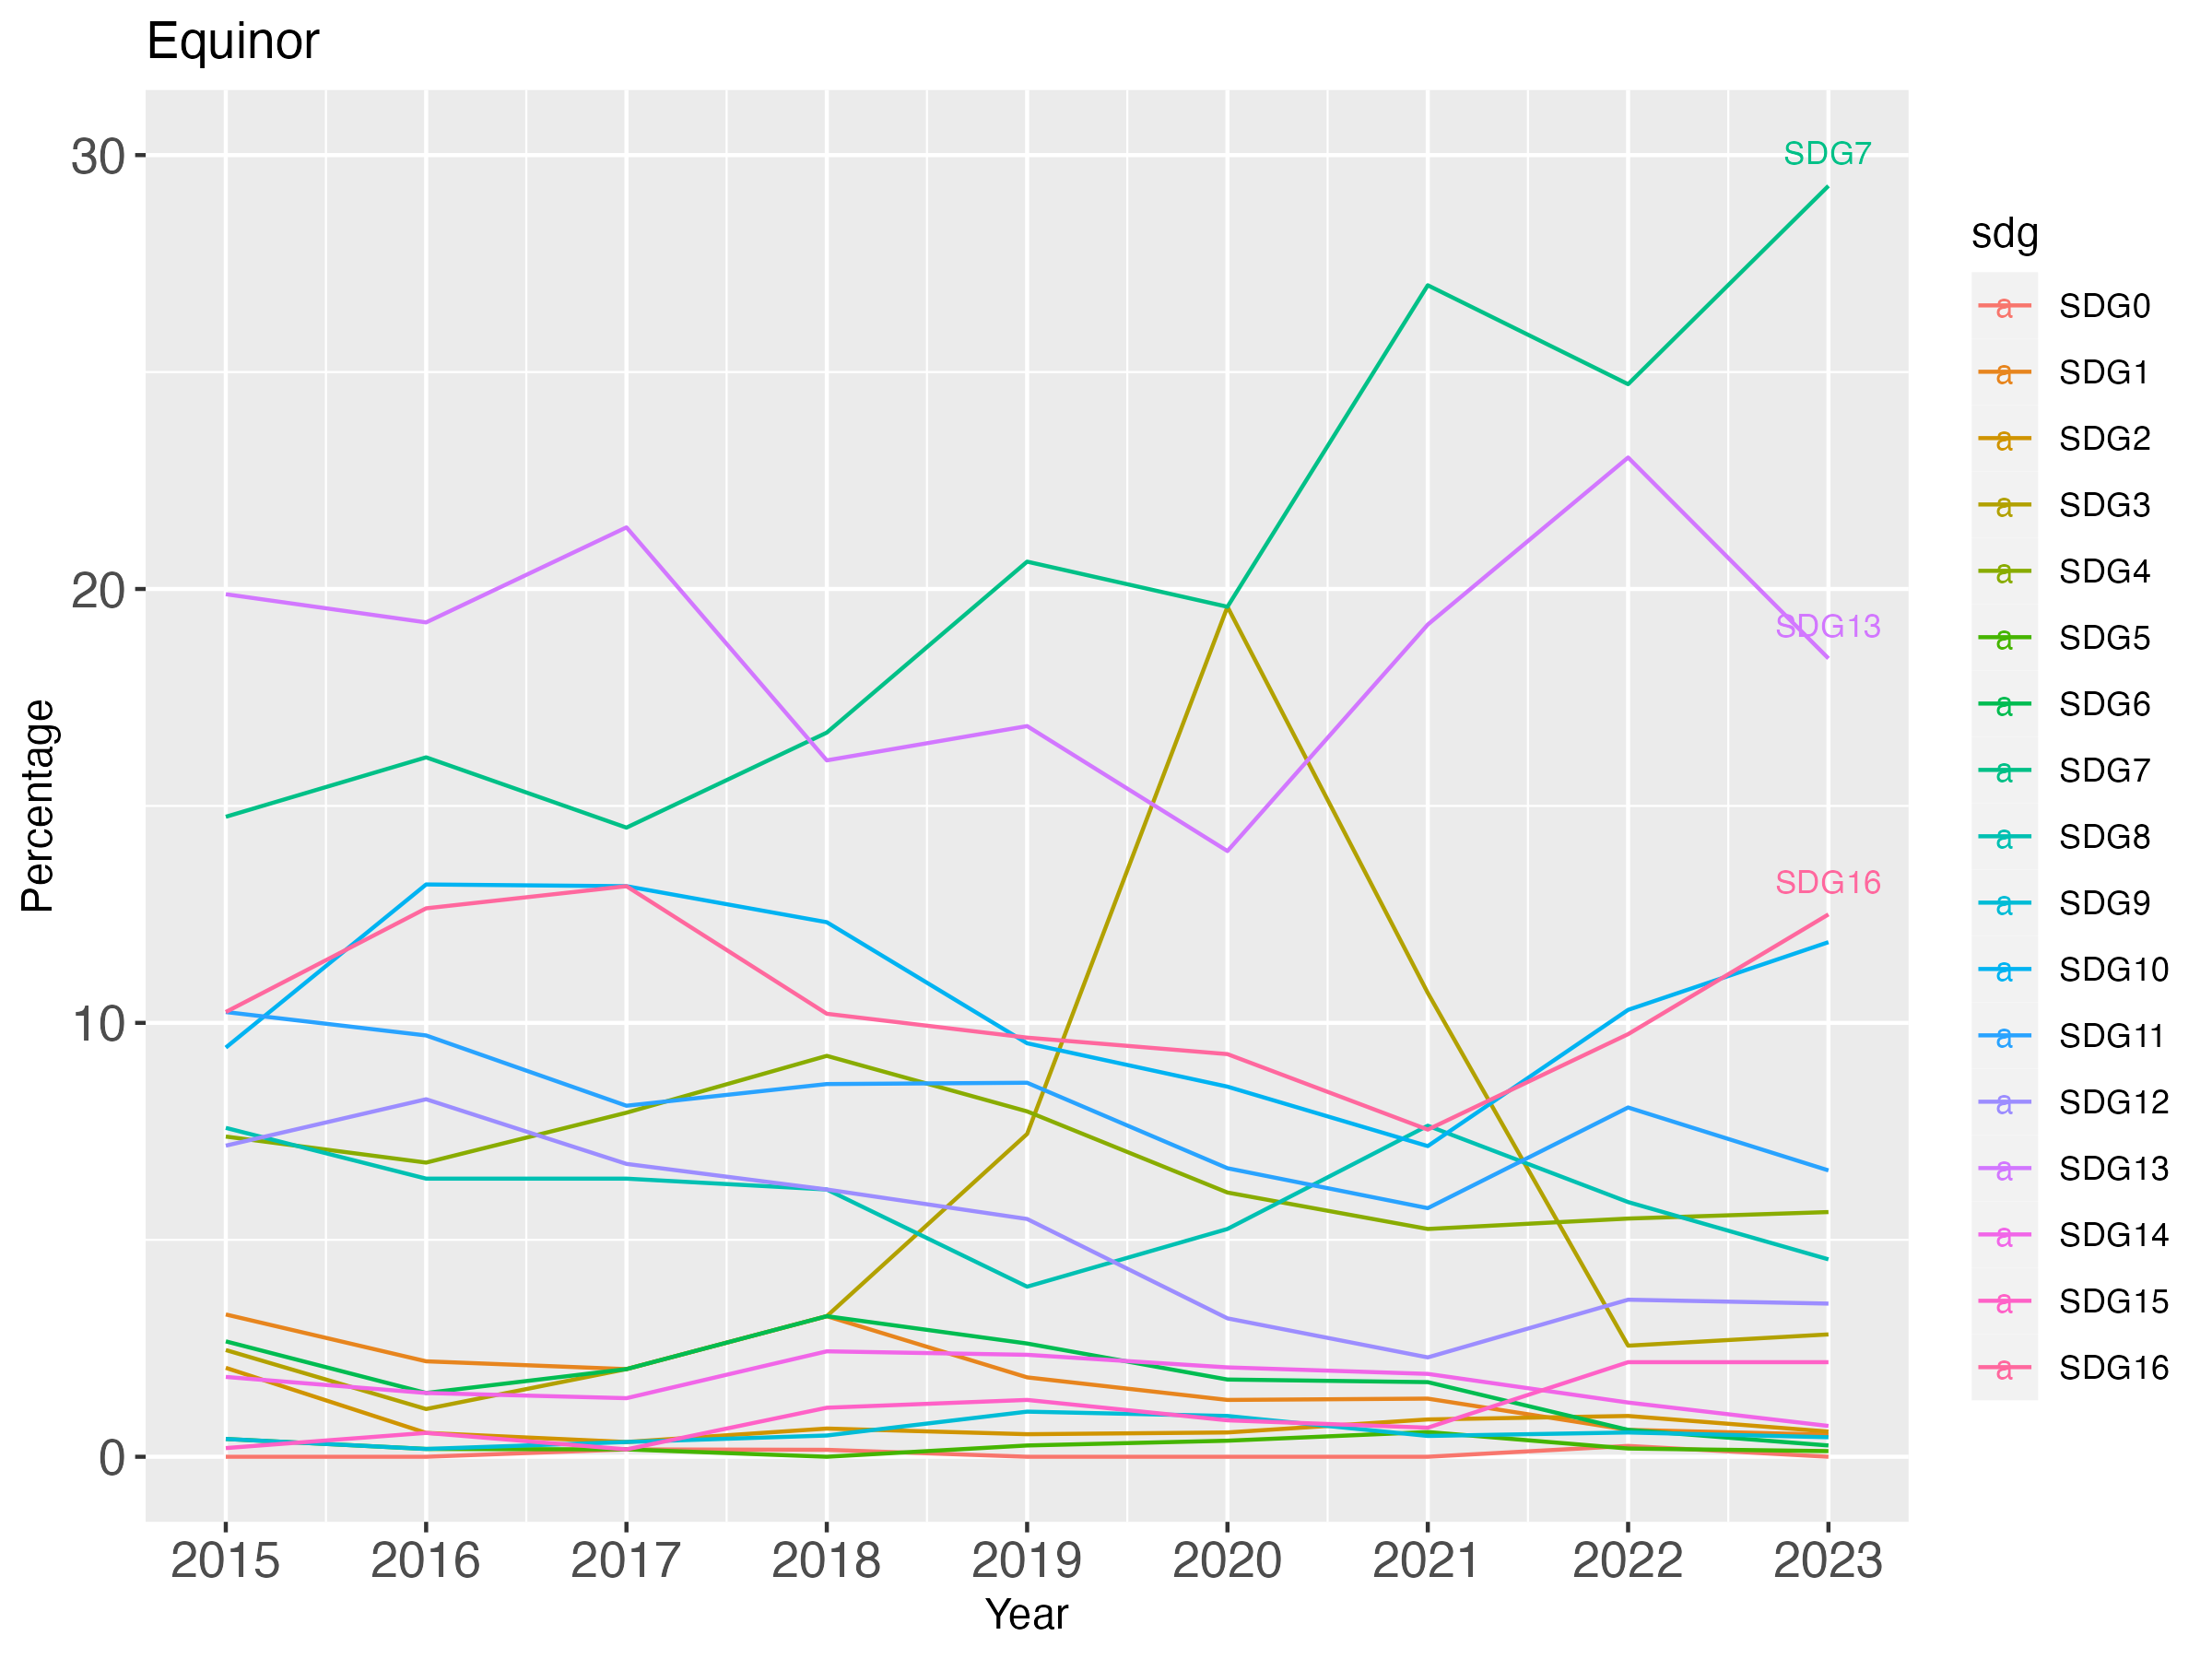 Equinor
30
20
10
0
Percentage
SDG7
SDG13
SDG16
2015 2016 2017 2018 2019 2020 2021 2022 2023
Year
sdg
a SDG0
a SDG1
a SDG2
a SDG3
a SDG4
a SDG5
a SDG6
a SDG7
a SDG8
a SDG9
a SDG10
a SDG11
a SDG12
a SDG13
a SDG14
a SDG15
a SDG16